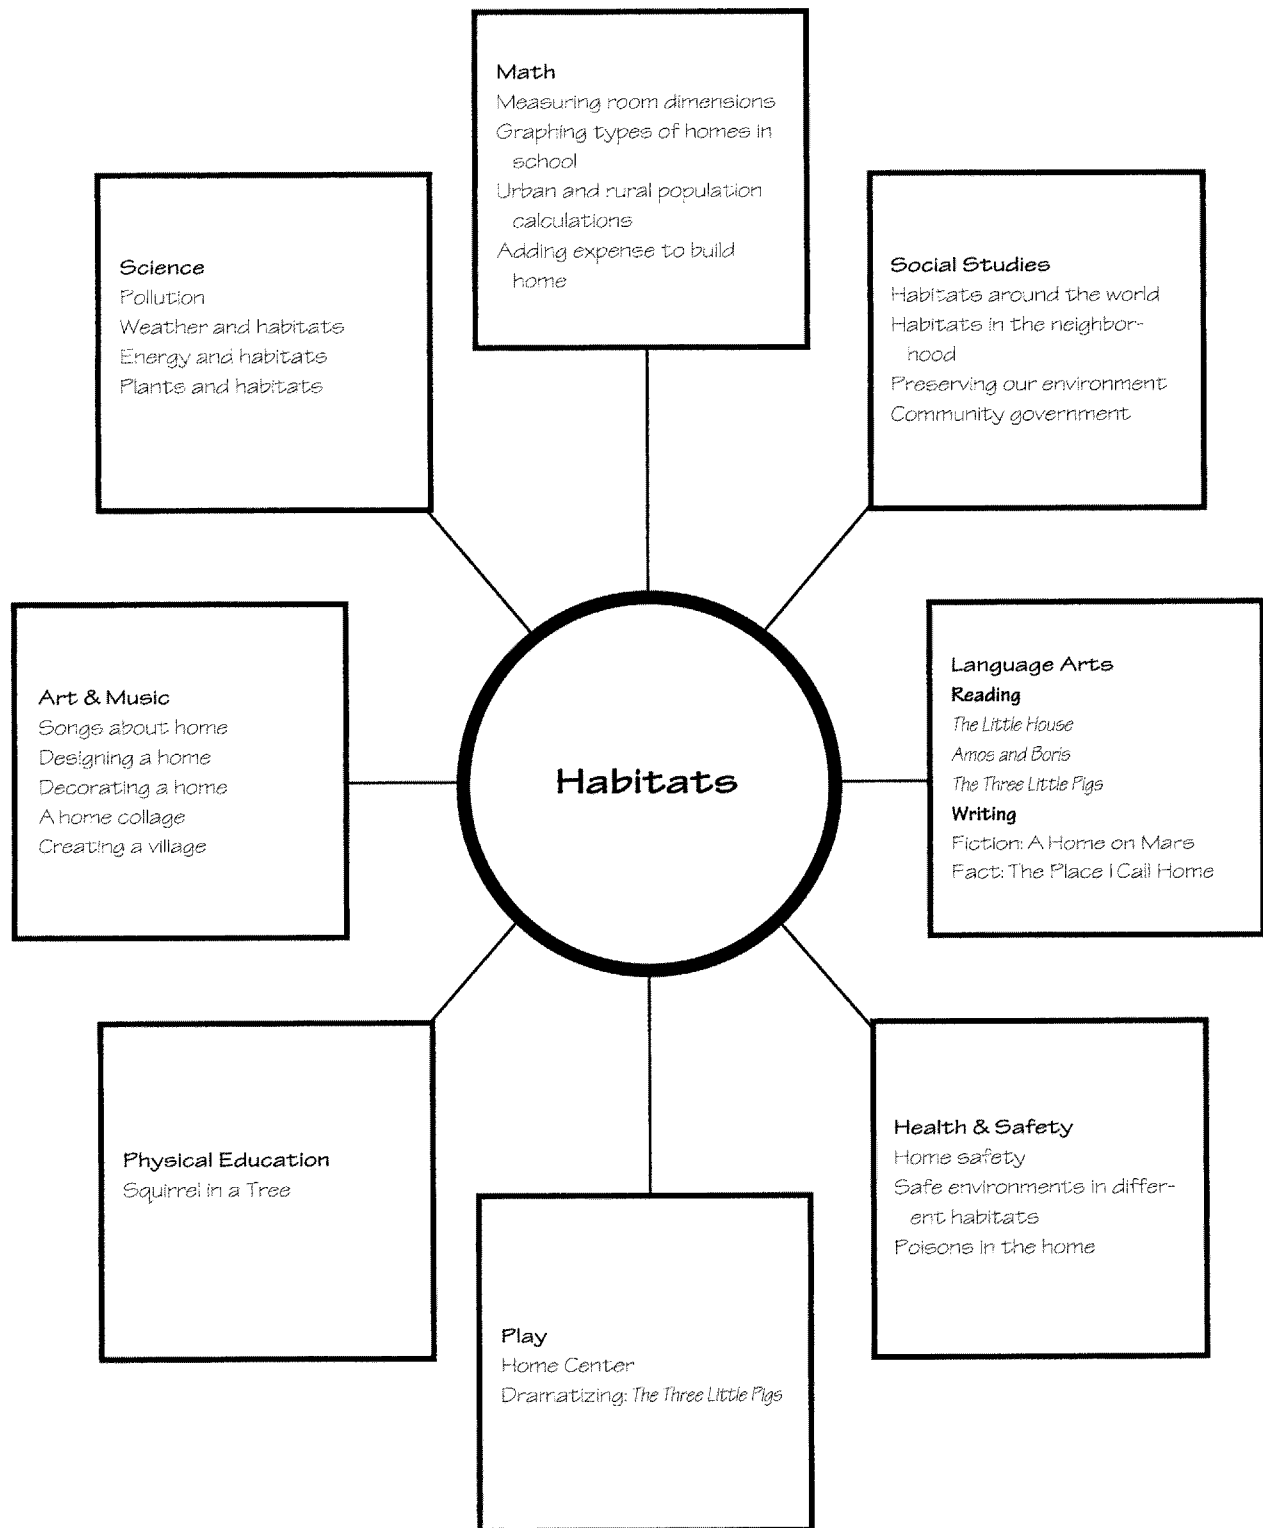 Math
Measuring room dimensions
Graphing types of homes in
school
Urban and rural population
calculations
Adding expense to build
home
Science
Pollution
Weather and habitats
Energy and habitats
Plants and habitats
Social Studies
Habitats around the world
Habitats in the neighbor-
hood
Preserving our environment
Community government
Art & Music
Songs about home
Designing a home
Decorating a home
A home collage
Creating a village
Habitats
Language Arts
Reading
The Little House
Amos and Boris
The Three Little Pigs
Writing
Fiction: A Home on Mars
Fact: The Place I Call Home
Physical Education
Squirrel in a Tree
Health & Safety
Home safety
Safe environments in differ-
ent habitats
Poisons in the home
Play
Home Center
Dramatizing: The Three Little Pigs